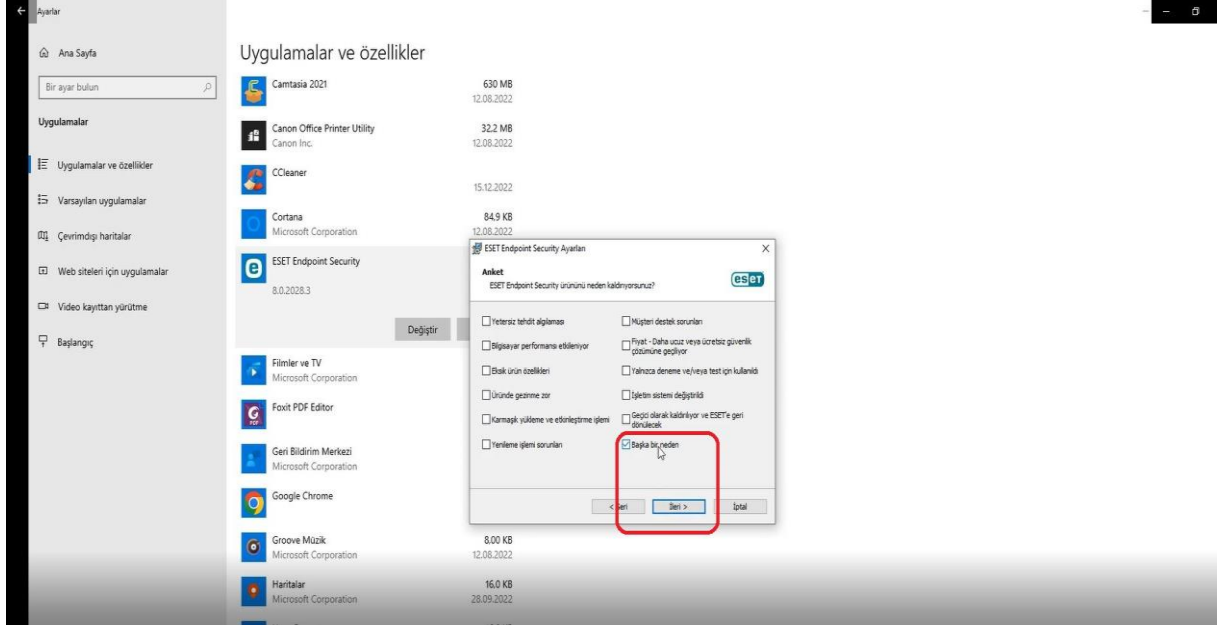 Ayarlar
Ana Sayfa
Bir ayar bulun
Uygulamalar
Uygulamalar ve özellikler
Varsayılan uygulamalar
Çevrimdışı haritalar
Web siteleri için uygulamalar
Video kayıttan yürütme
Başlangıç
Uygulamalar ve özellikler
Camtasia 2021 630 MB
12.08.2022
Canon Office Printer Utility 32,2 MB
Canon Inc. 12.08.2022
CCleaner
15.12.2022
Cortana 84,9 KB
Microsoft Corporation 12.08.2022
ESET Endpoint Security
8.0.2028.3
Değiştir
Filmler ve TV
Microsoft Corporation
Foxit PDF Editor
Geri Bildirim Merkezi
Microsoft Corporation
Google Chrome
Groove Müzik 8,00 KB
Microsoft Corporation 12.08.2022
Haritalar 16,0 KB
Microsoft Corporation 28.09.2022
ESET Endpoint Security Ayarları
Anket
ESET Endpoint Security ürününü neden kaldırıyorsunuz?
eset
Yetersiz tehdit algılaması
Bilgisayar performansı etkileniyor
Eksik ürün özellikleri
Üründe gezinme zor
Karmaşık yükleme ve etkinleştirme işlemi
Yenileme işlemi sorunları
Müşteri destek sorunları
Fiyat - Daha ucuz veya ücretsiz güvenlik
çözümüne geçliyor
Yalnızca deneme ve/veya test için kullanıldı
İşletim sistemi değiştirildi
Geçici olarak kaldırılıyor ve ESET'e geri
dönülecek
Başka bir neden
< Geri İleri > İptal